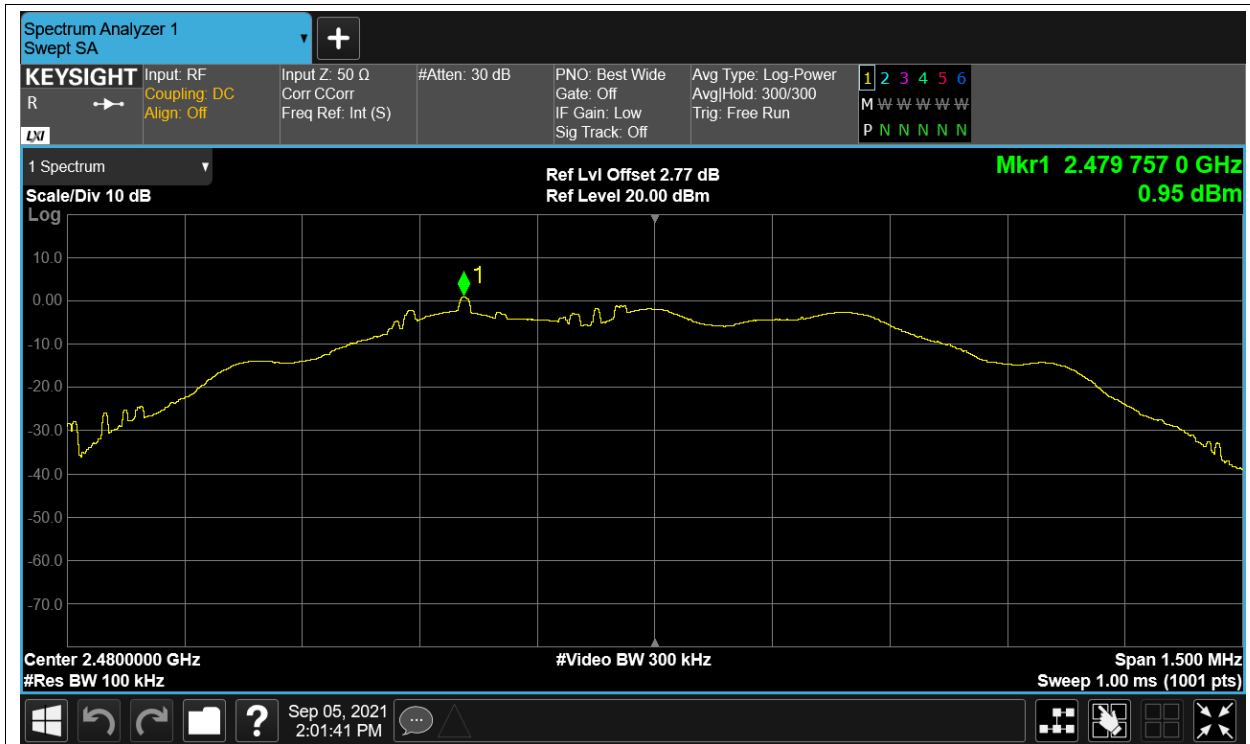 Spectrum Analyzer 1
Swept SA
KEYSIGHT
R
LXI
Input: RF
Coupling: DC
Align: Off
Input Z: 50 Ω
Corr CCorr
Freq Ref: Int (S)
#Atten: 30 dB
PNO: Best Wide
Gate: Off
IF Gain: Low
Sig Track: Off
Avg Type: Log-Power
Avg|Hold: 300/300
Trig: Free Run
1 2 3 4 5 6
M W W W W W
P N N N N N
1 Spectrum
Scale/Div 10 dB
Log
Ref Lvl Offset 2.77 dB
Ref Level 20.00 dBm
Mkr1 2.479 757 0 GHz
0.95 dBm
1
10.0
0.00
-10.0
-20.0
-30.0
-40.0
-50.0
-60.0
-70.0
Center 2.4800000 GHz
#Res BW 100 kHz
#Video BW 300 kHz
Span 1.500 MHz
Sweep 1.00 ms (1001 pts)
?
Sep 05, 2021
2:01:41 PM